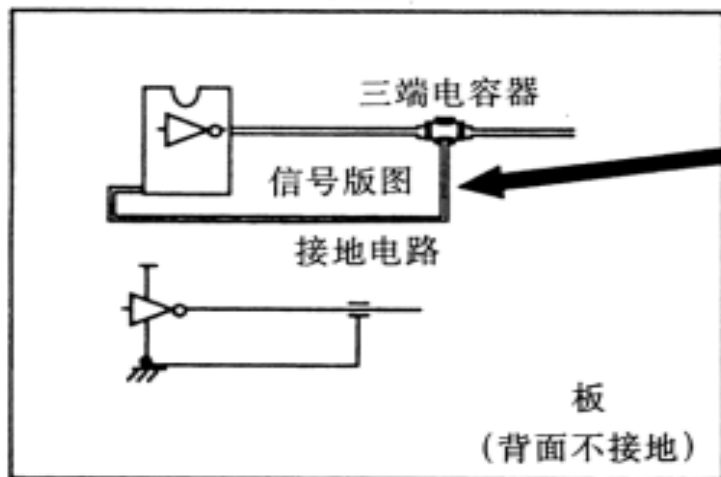 三端电容器
信号版图
接地电路
板
(背面不接地)